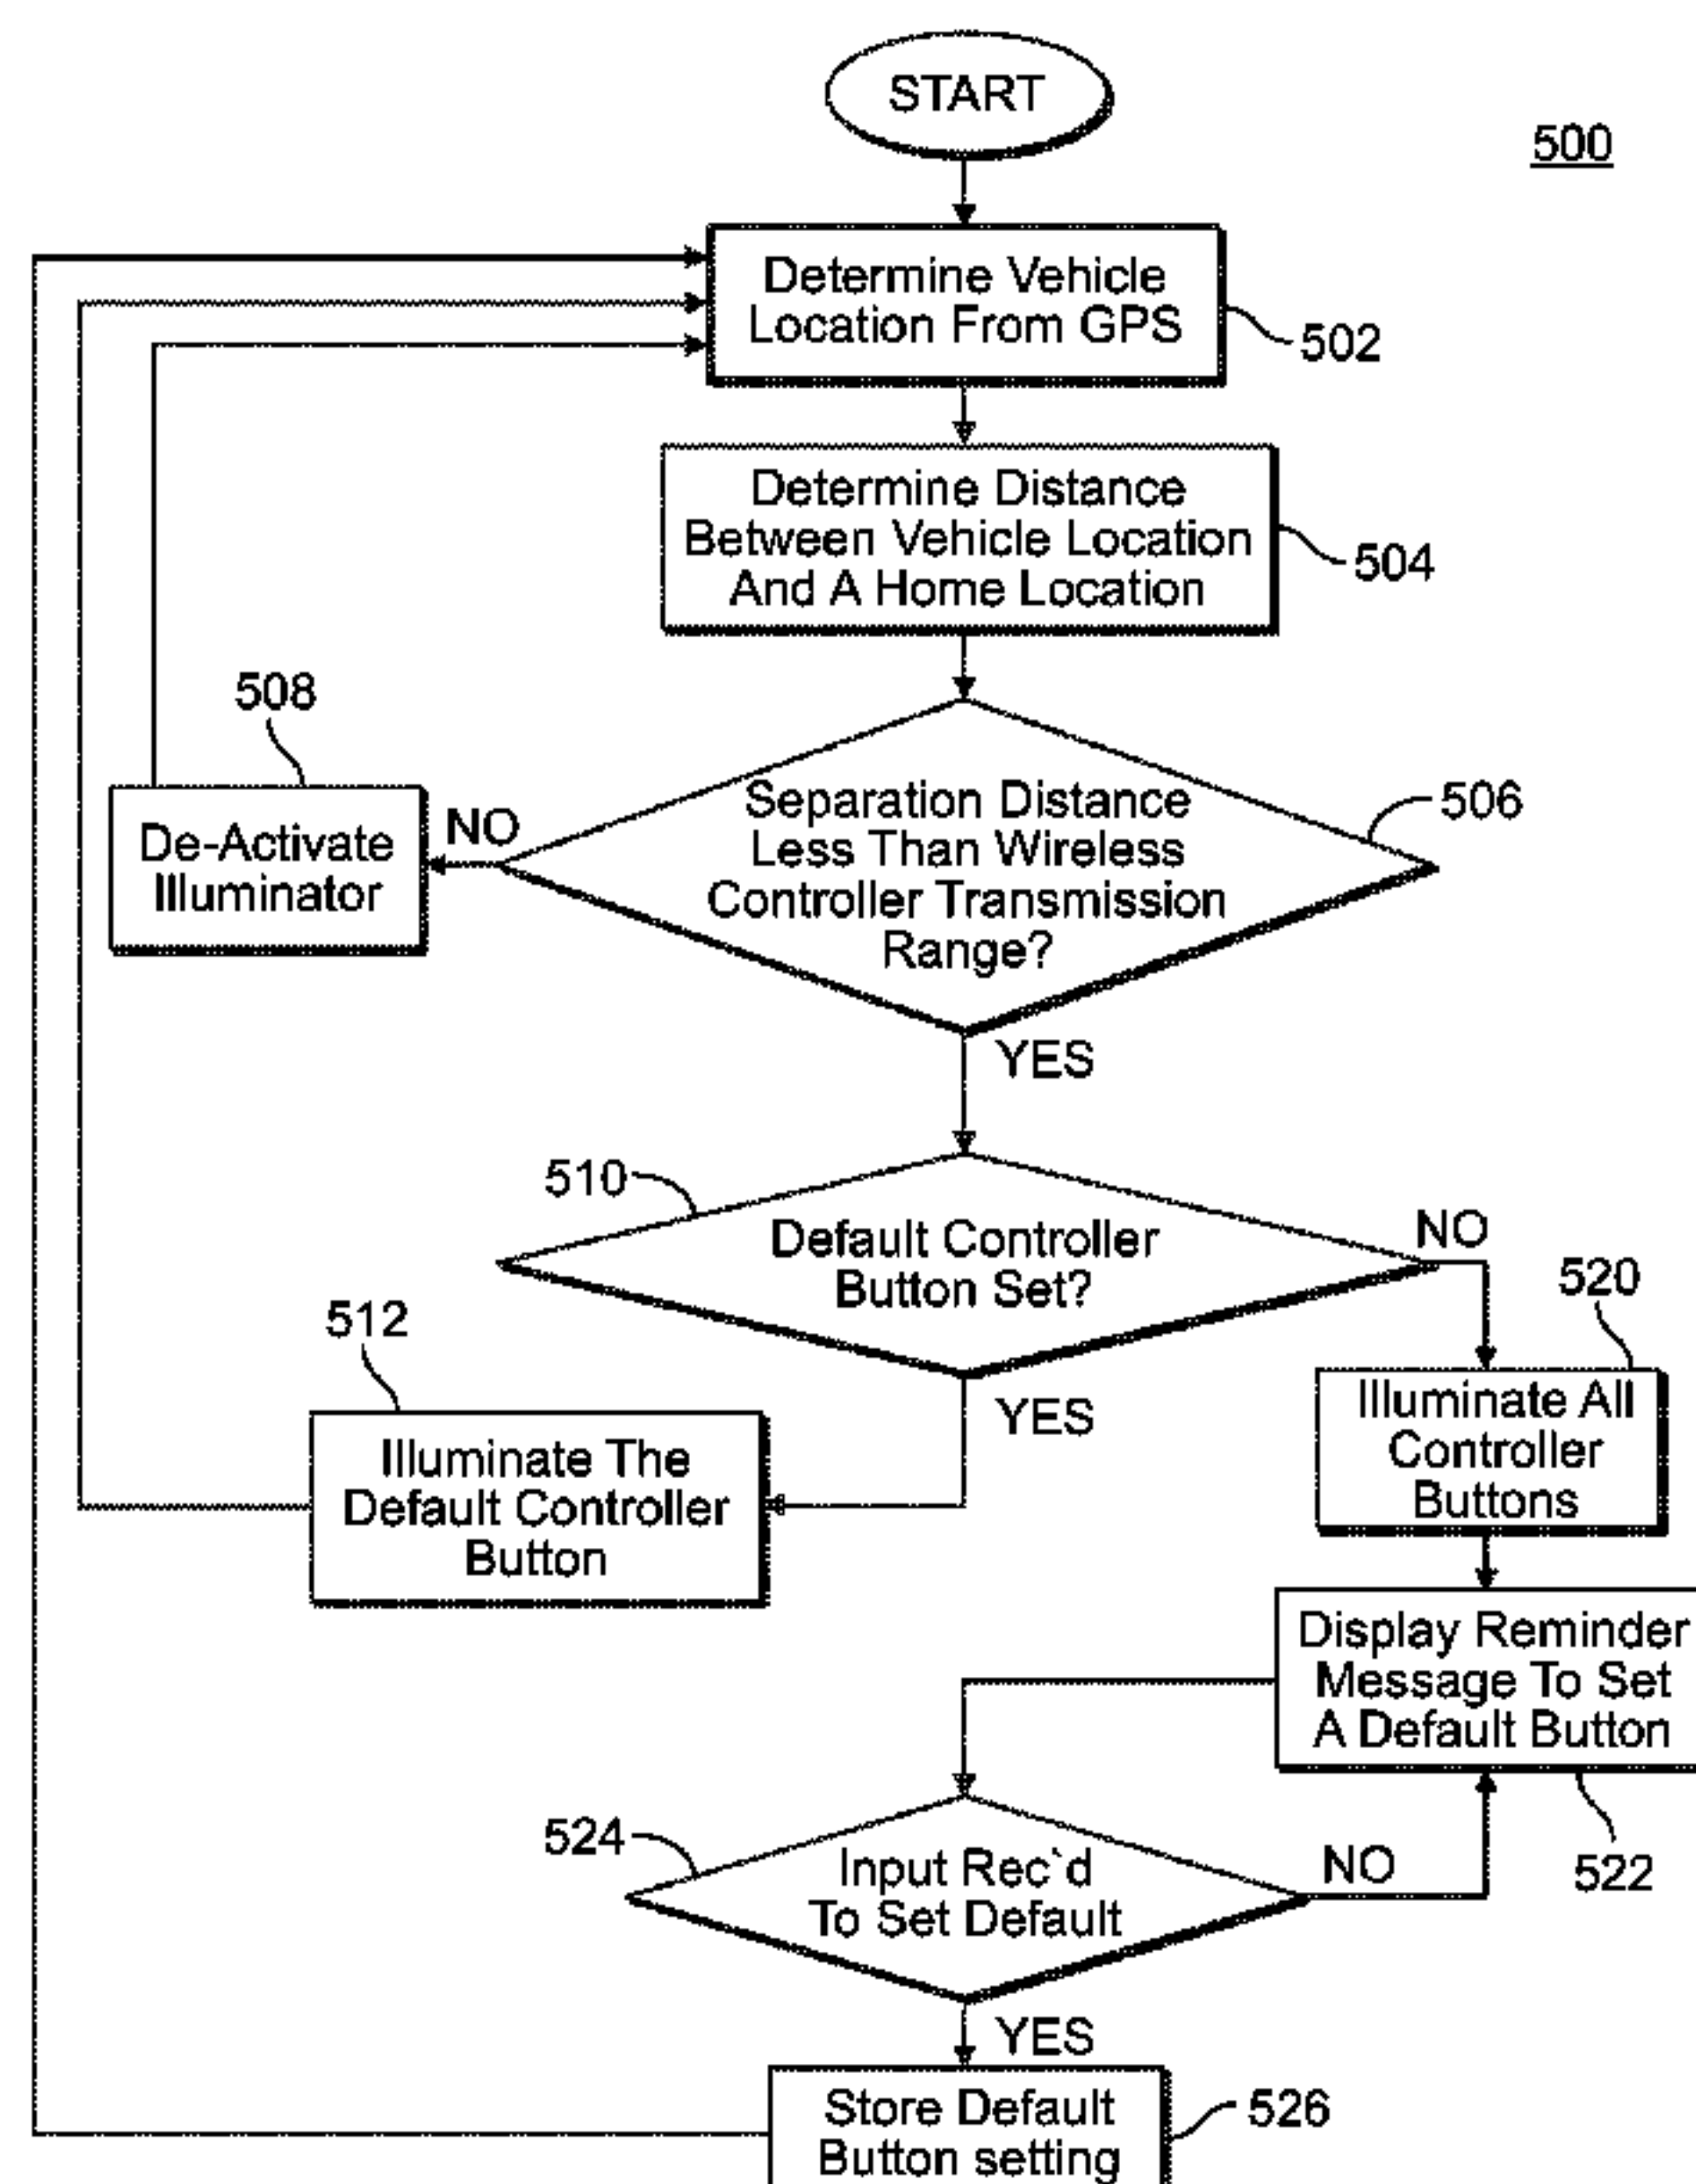 START
500
Determine Vehicle
Location From GPS
502
Determine Distance
Between Vehicle Location
And A Home Location
504
508
De-Activate
Illuminator
NO
Separation Distance
Less Than Wireless
Controller Transmission
Range?
506
YES
510
Default Controller
Button Set?
NO
520
512
YES
Illuminate The
Default Controller
Button
Illuminate All
Controller
Buttons
Display Reminder
Message To Set
A Default Button
522
524
Input Rec`d
To Set Default
NO
YES
Store Default
Button setting
526